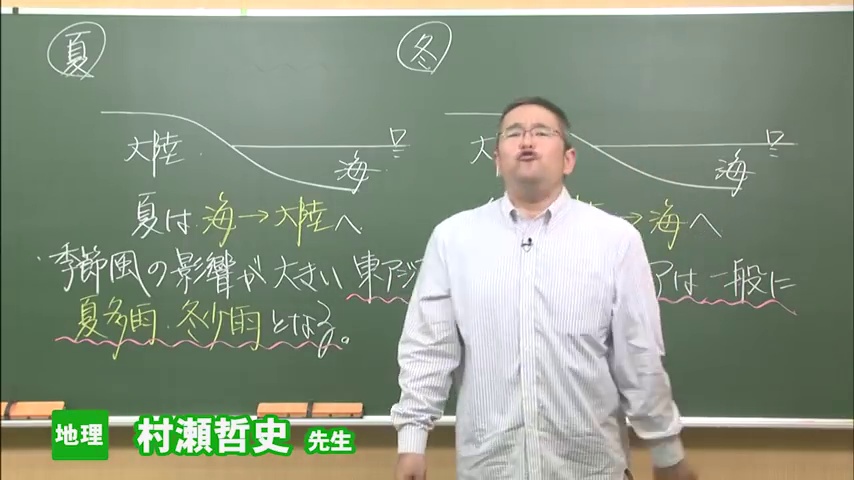 夏
冬
大陸
海
大
海
夏は海→大陸へ
→海へ
季節風の影響が大きい東アジ アは一般に
夏多雨、冬少雨となる。
地理 村瀬哲史 先生